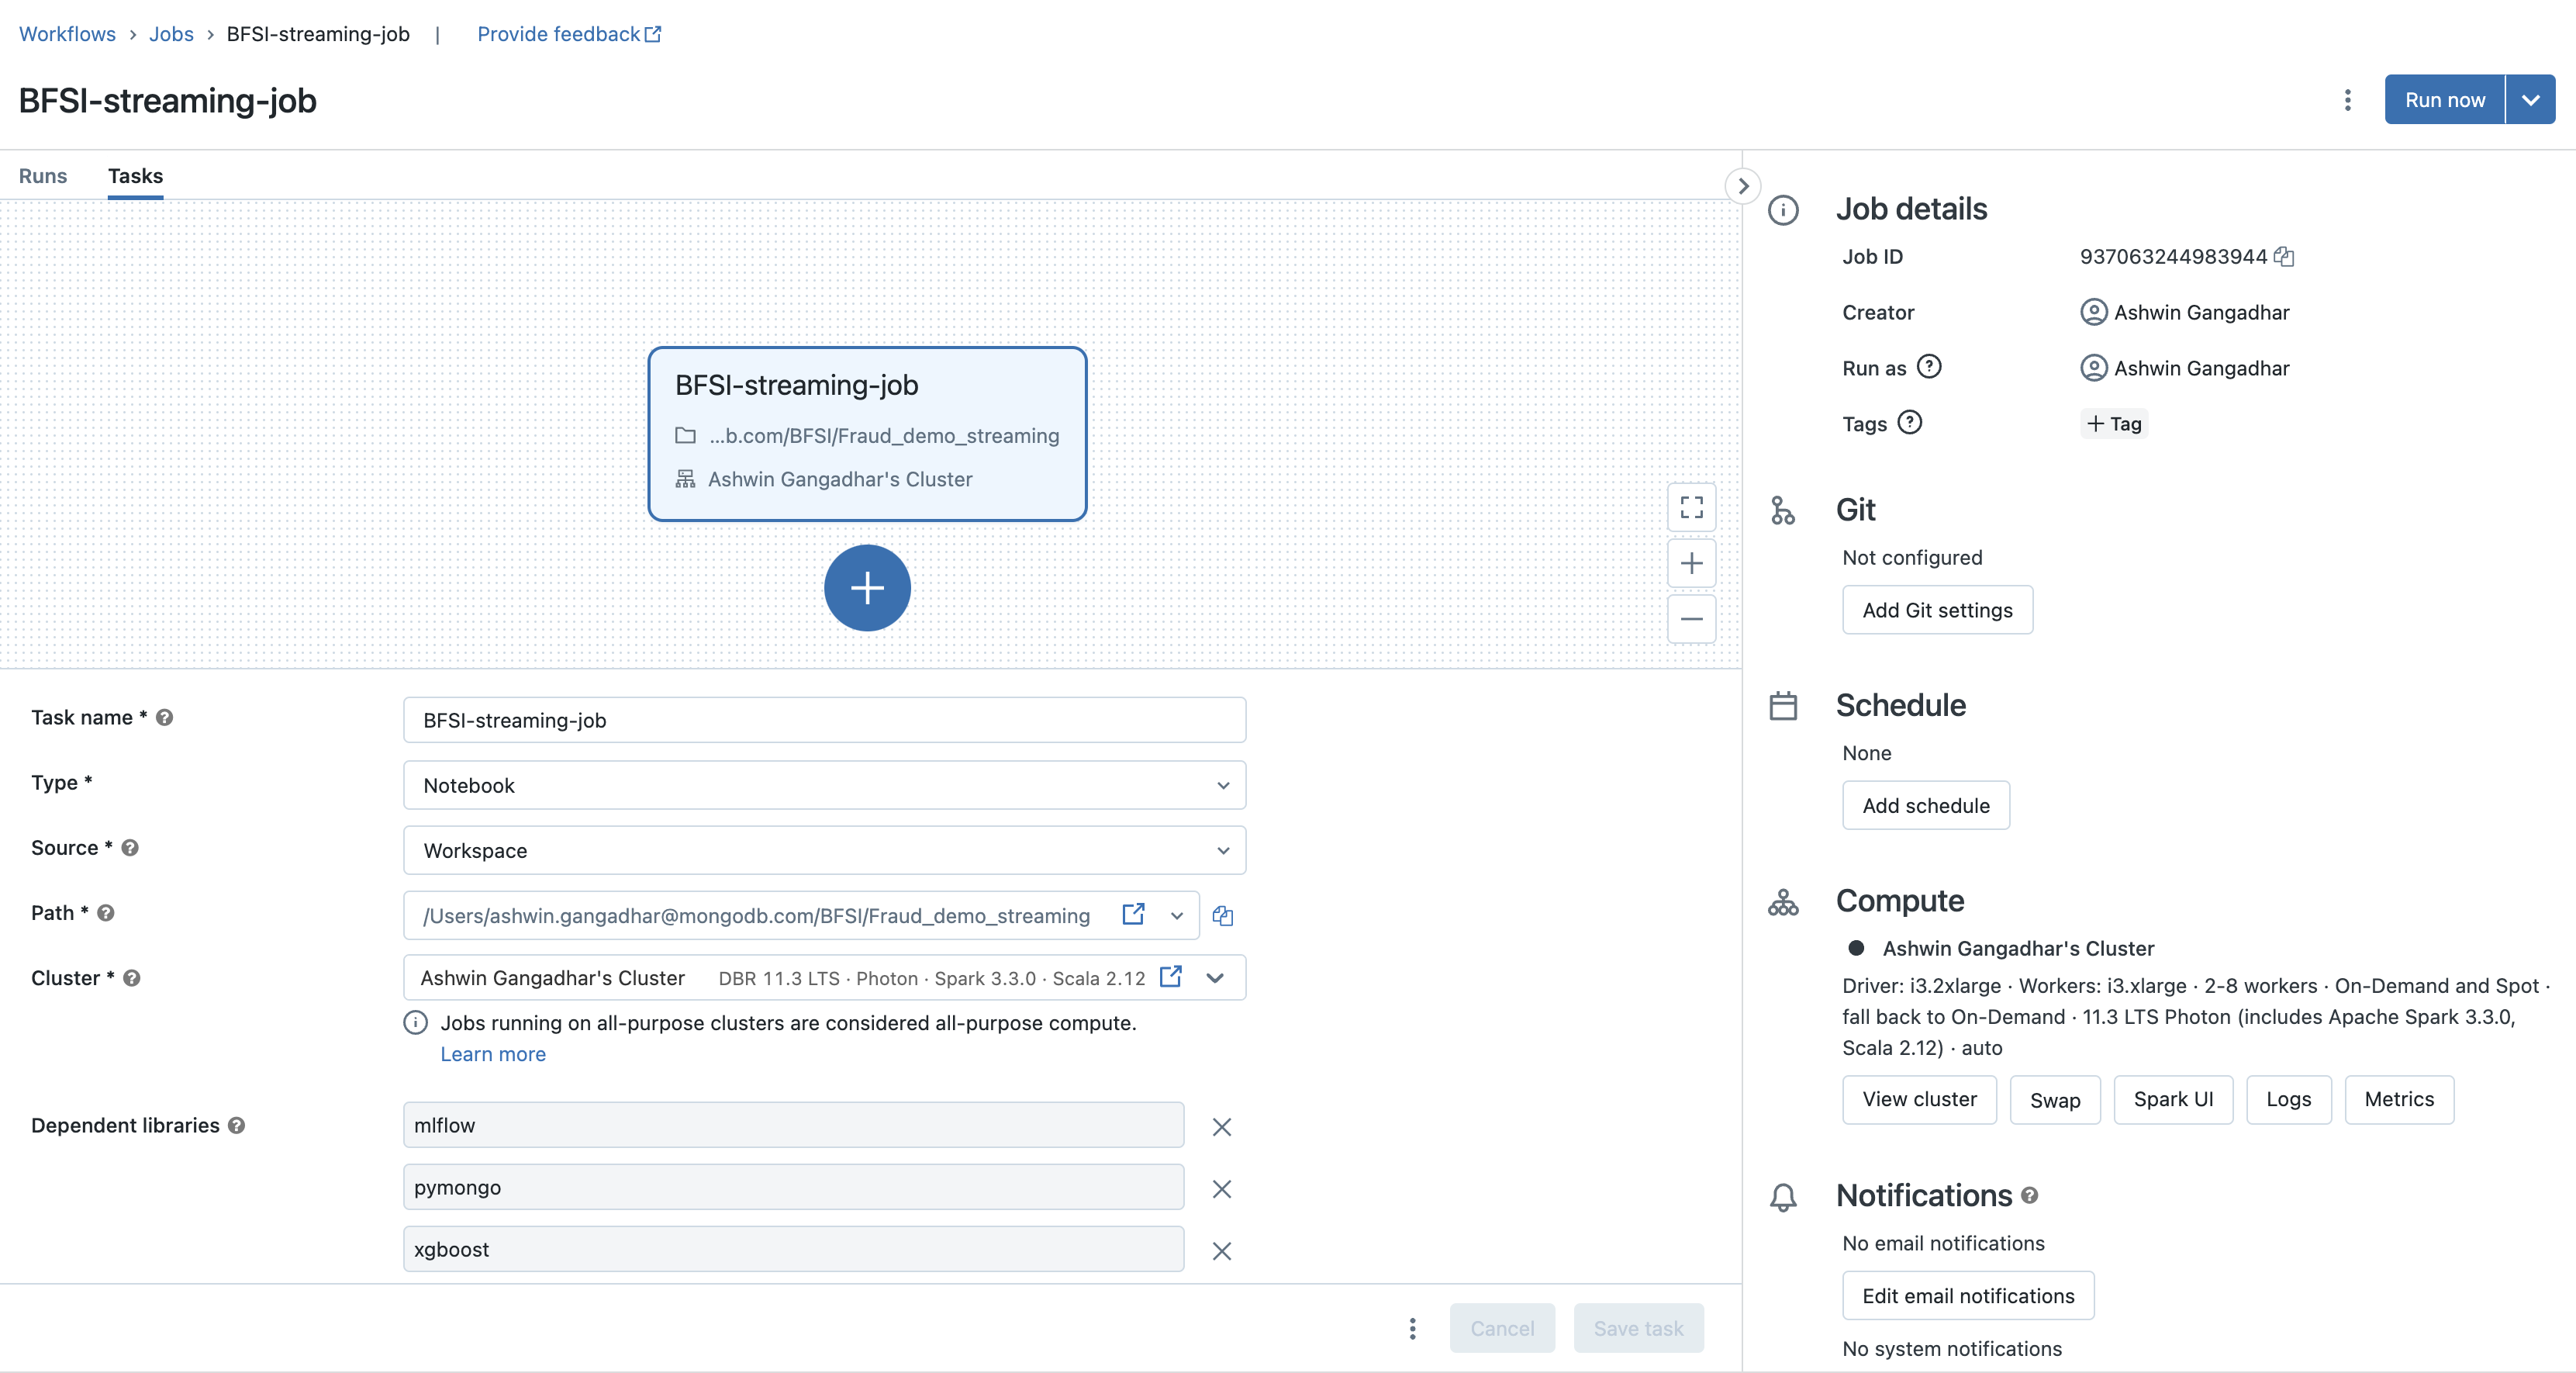 Workflows › Jobs › BFSI-streaming-job | Provide feedback
BFSI-streaming-job
Run now
Runs Tasks
BFSI-streaming-job
...b.com/BFSI/Fraud_demo_streaming
Ashwin Gangadhar's Cluster
Task name *
BFSI-streaming-job
Type *
Notebook
Source *
Workspace
Path *
/Users/ashwin.gangadhar@mongodb.com/BFSI/Fraud_demo_streaming
Cluster *
Ashwin Gangadhar's Cluster DBR 11.3 LTS · Photon · Spark 3.3.0 · Scala 2.12
Jobs running on all-purpose clusters are considered all-purpose compute.
Learn more
Dependent libraries
mlflow
pymongo
xgboost
Cancel Save task
Job details
Job ID 937063244983944
Creator Ashwin Gangadhar
Run as Ashwin Gangadhar
Tags + Tag
Git
Not configured
Add Git settings
Schedule
None
Add schedule
Compute
Ashwin Gangadhar's Cluster
Driver: i3.2xlarge · Workers: i3.xlarge · 2-8 workers · On-Demand and Spot ·
fall back to On-Demand · 11.3 LTS Photon (includes Apache Spark 3.3.0,
Scala 2.12) · auto
View cluster Swap Spark UI Logs Metrics
Notifications
No email notifications
Edit email notifications
No system notifications